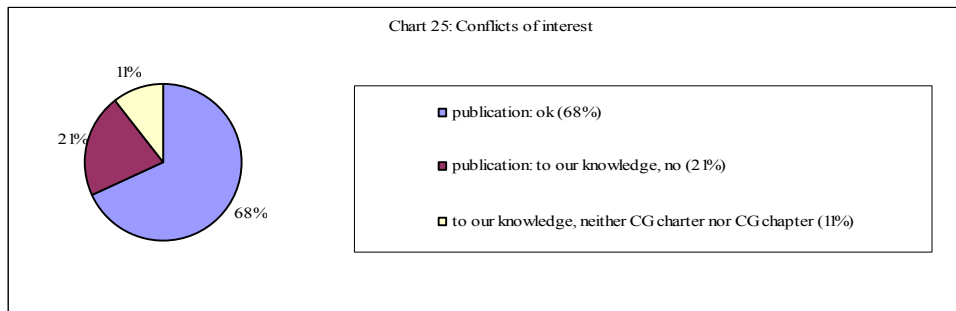 Chart 25: Conflicts of interest
11%
21%
68%
publication: ok (68%)
publication: to our knowledge, no (21%)
to our knowledge, neither CG charter nor CG chapter (11%)